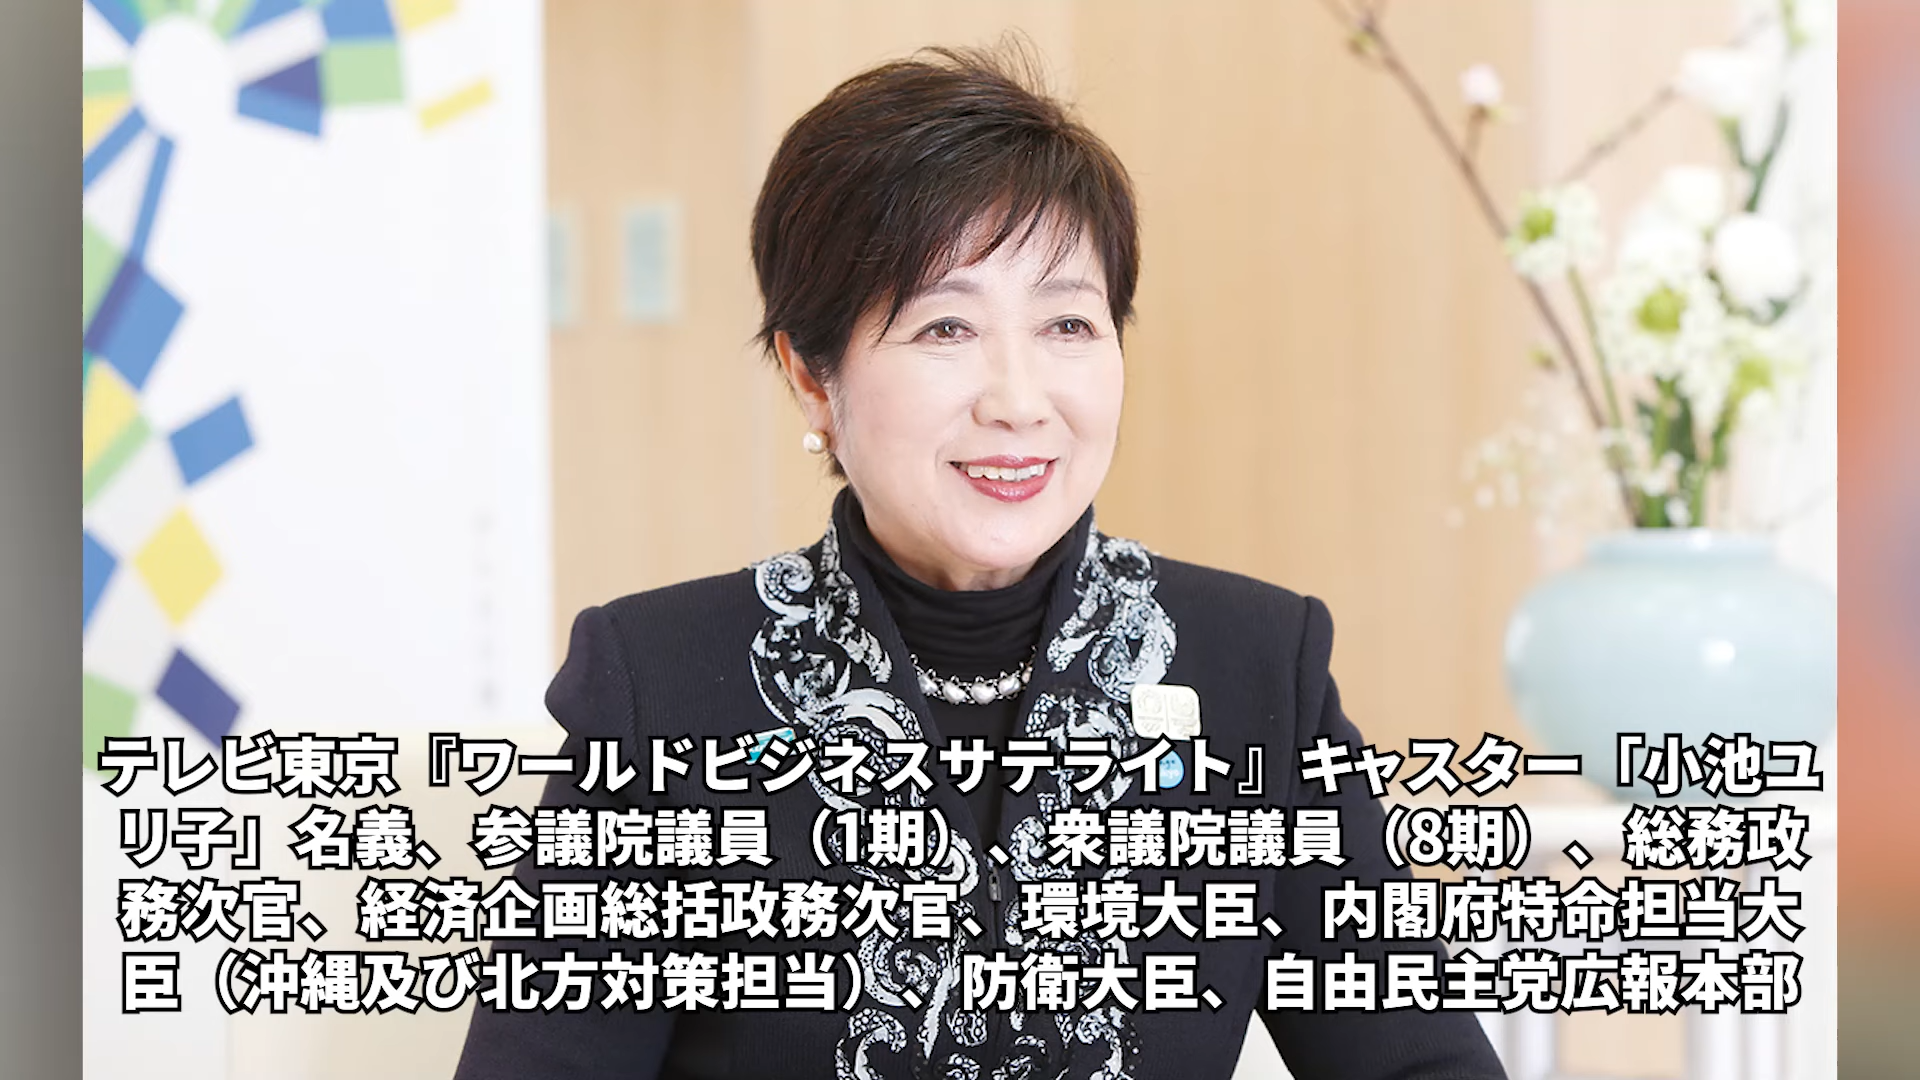 テレビ東京『ワールドビジネスサテライト』キャスター「小池ユ
リ子」名義、参議院議員（1期）、衆議院議員（8期）、総務政
務次官、経済企画総括政務次官、環境大臣、内閣府特命担当大
臣（沖縄及び北方対策担当）、防衛大臣、自由民主党広報本部